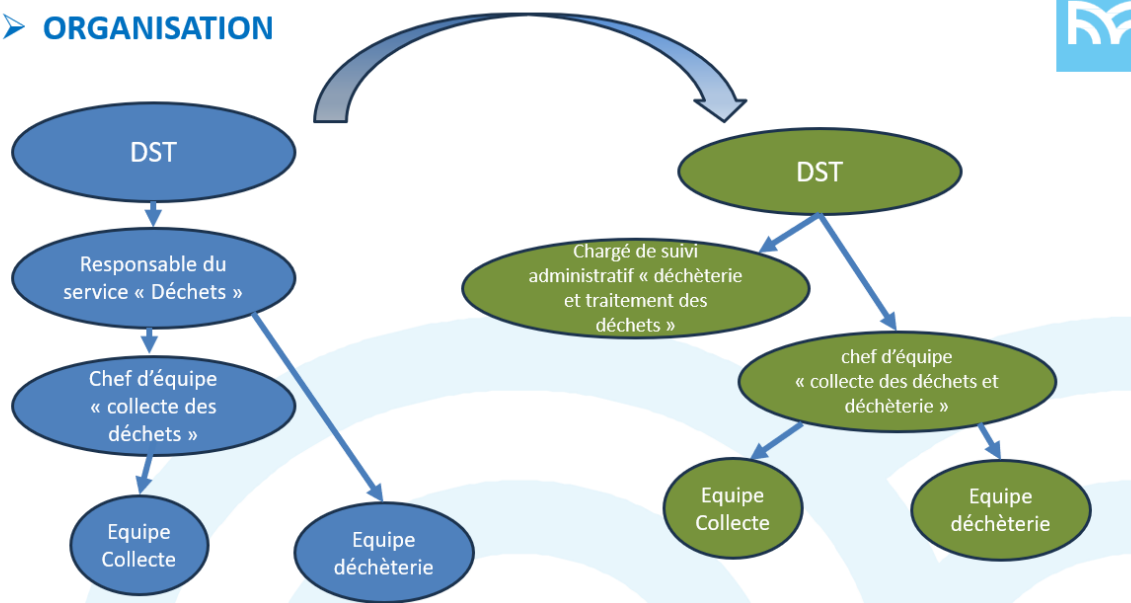 ORGANISATION
DST
Responsable du
service « Déchets »
Chef d’équipe
« collecte des
déchets »
Equipe
Collecte
Equipe
déchèterie
DST
Chargé de suivi
administratif « déchèterie
et traitement des
déchets »
chef d’équipe
« collecte des déchets et
déchèterie »
Equipe
Collecte
Equipe
déchèterie